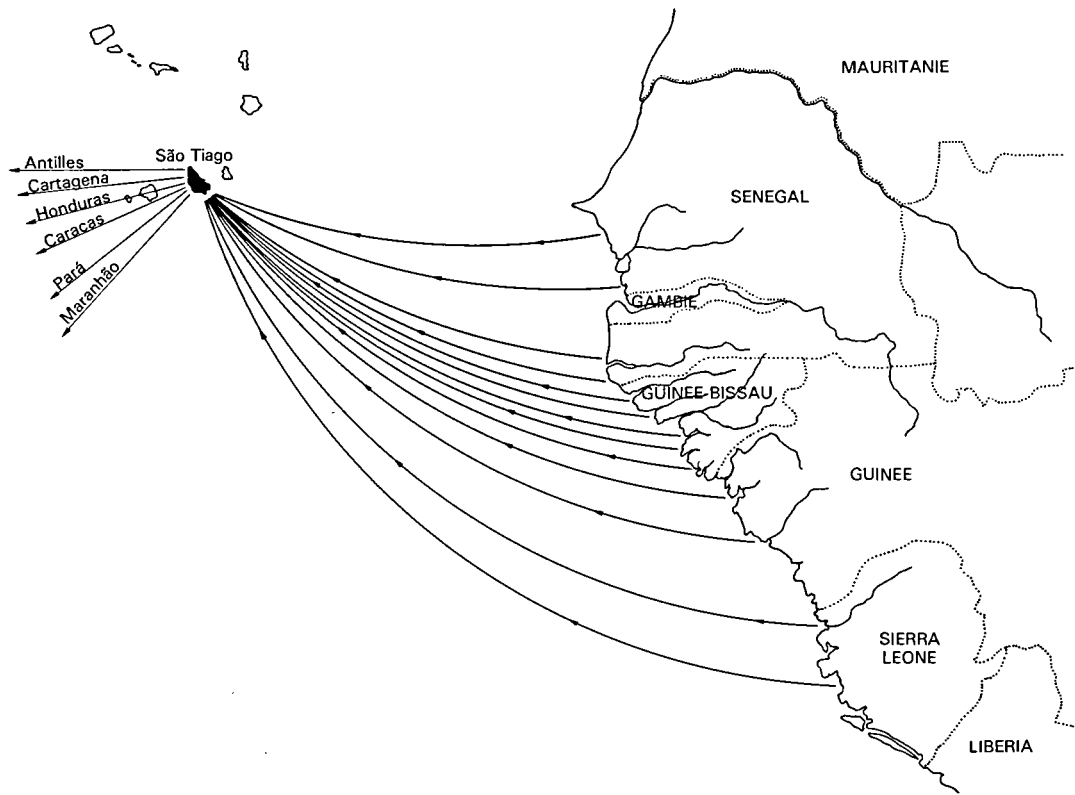 MAURITANIE
São Tiago
Antilles
Cartagena
Honduras
Caracas
Pará
Maranhão
SENEGAL
GAMBIE
GUINEE-BISSAU
GUINEE
SIERRA
LEONE
LIBERIA